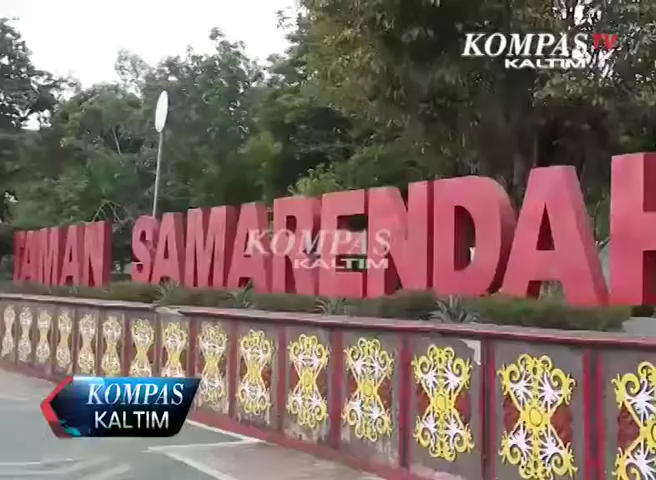 KOMPAS TV
KALTIM
TAMAN SAMARENDAH
KOMPAS
KALTIM
KOMPAS
KALTIM